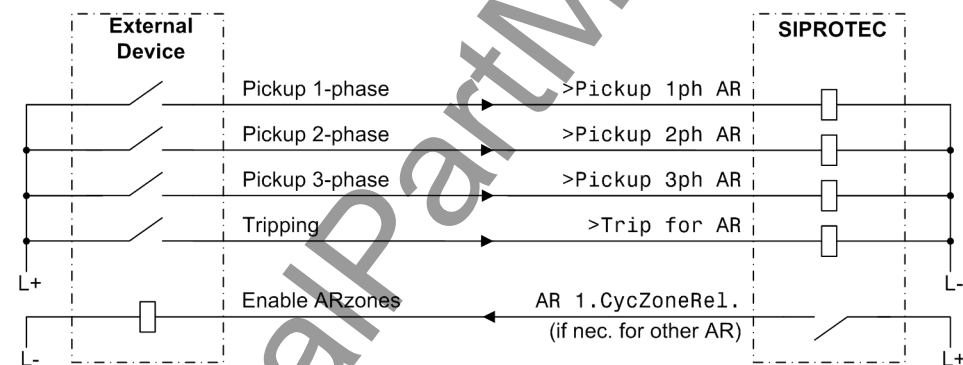 External
Device
SIPROTEC
Pickup 1-phase >Pickup 1ph AR
Pickup 2-phase >Pickup 2ph AR
Pickup 3-phase >Pickup 3ph AR
Tripping >Trip for AR
L+ L-
Enable ARzones AR 1.CycZoneRel.
(if nec. for other AR)
L- L+